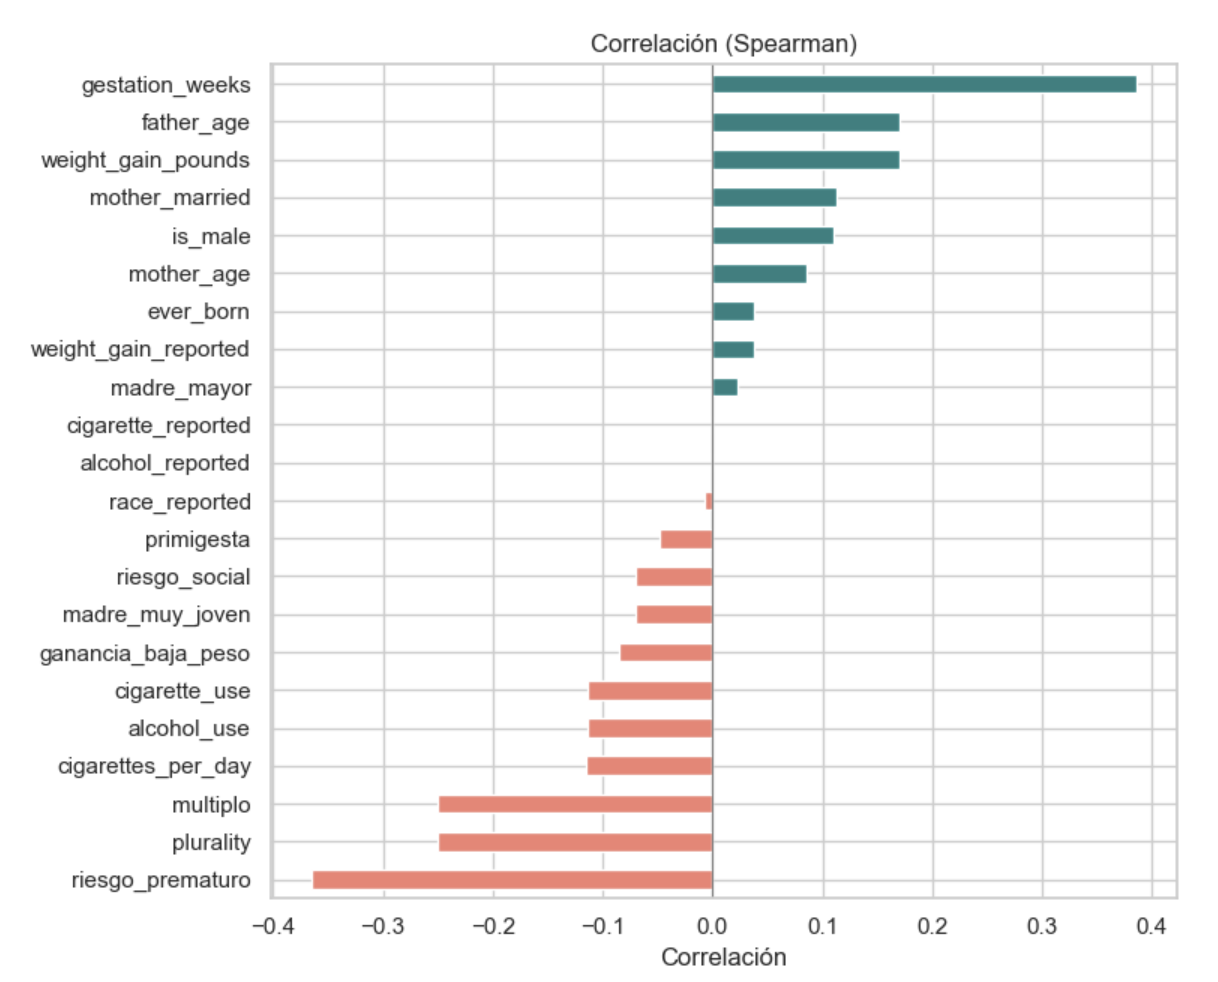 Correlación (Spearman)
gestation_weeks
father_age
weight_gain_pounds
mother_married
is_male
mother_age
ever_born
weight_gain_reported
madre_mayor
cigarette_reported
alcohol_reported
race_reported
primigesta
riesgo_social
madre_muy_joven
ganancia_baja_peso
cigarette_use
alcohol_use
cigarettes_per_day
multiplo
plurality
riesgo_prematuro
−0.4 −0.3 −0.2 −0.1 0.0 0.1 0.2 0.3 0.4
Correlación